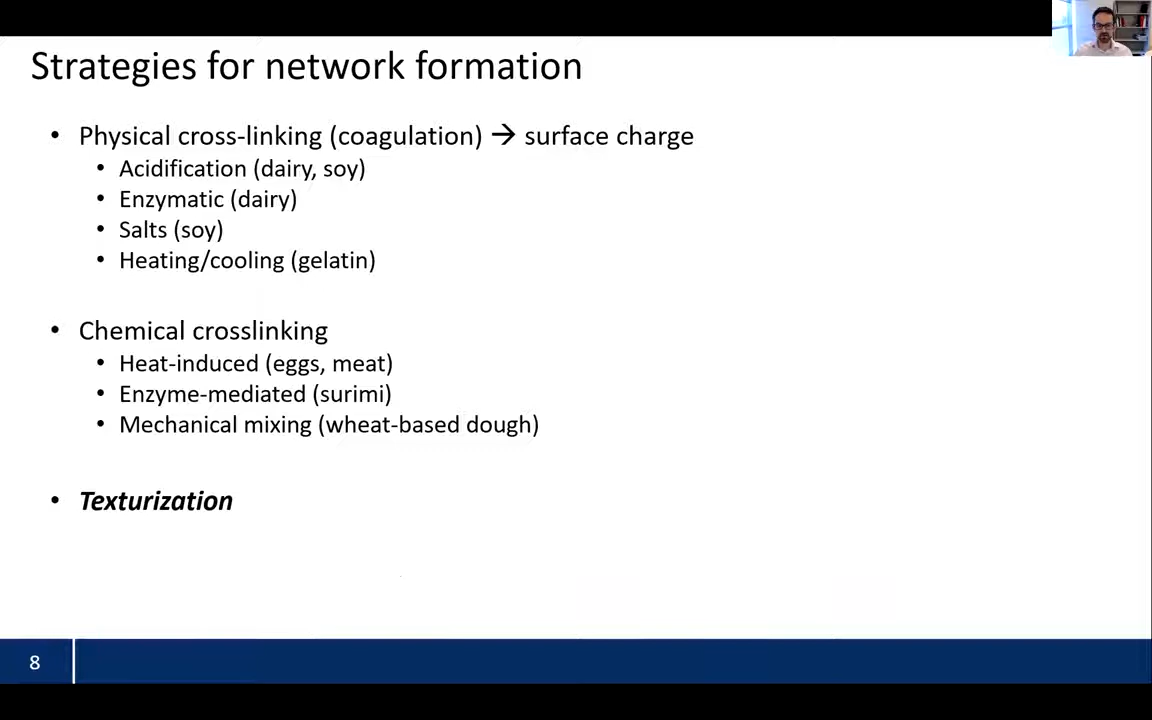 Strategies for network formation
• Physical cross-linking (coagulation) → surface charge
• Acidification (dairy, soy)
• Enzymatic (dairy)
• Salts (soy)
• Heating/cooling (gelatin)
• Chemical crosslinking
• Heat-induced (eggs, meat)
• Enzyme-mediated (surimi)
• Mechanical mixing (wheat-based dough)
• Texturization
8